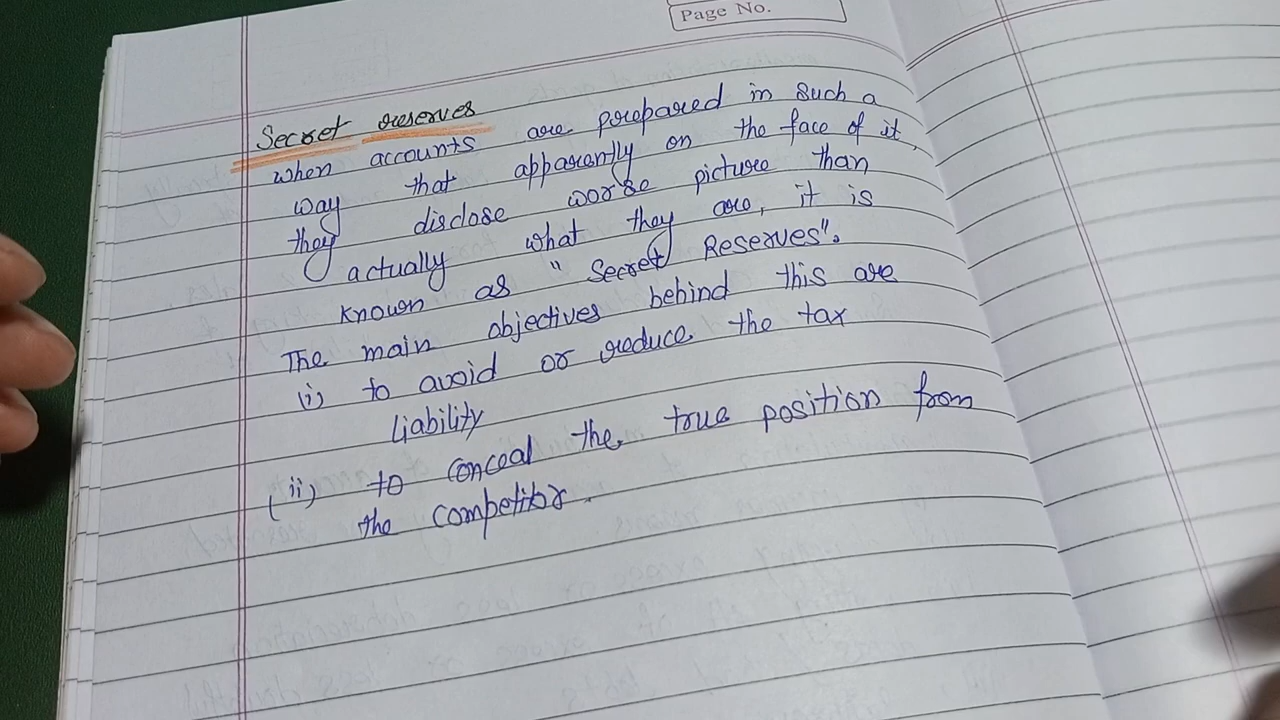 Page No.
Secret reserves
when accounts are prepared in such a
way that apparently on the face of it,
they disclose worse picture than
actually what they are, it is
known as "Secret Reserves".
The main objectives behind this are
(i) to avoid or reduce the tax
liability
(ii) to conceal the true position from
the competitor.